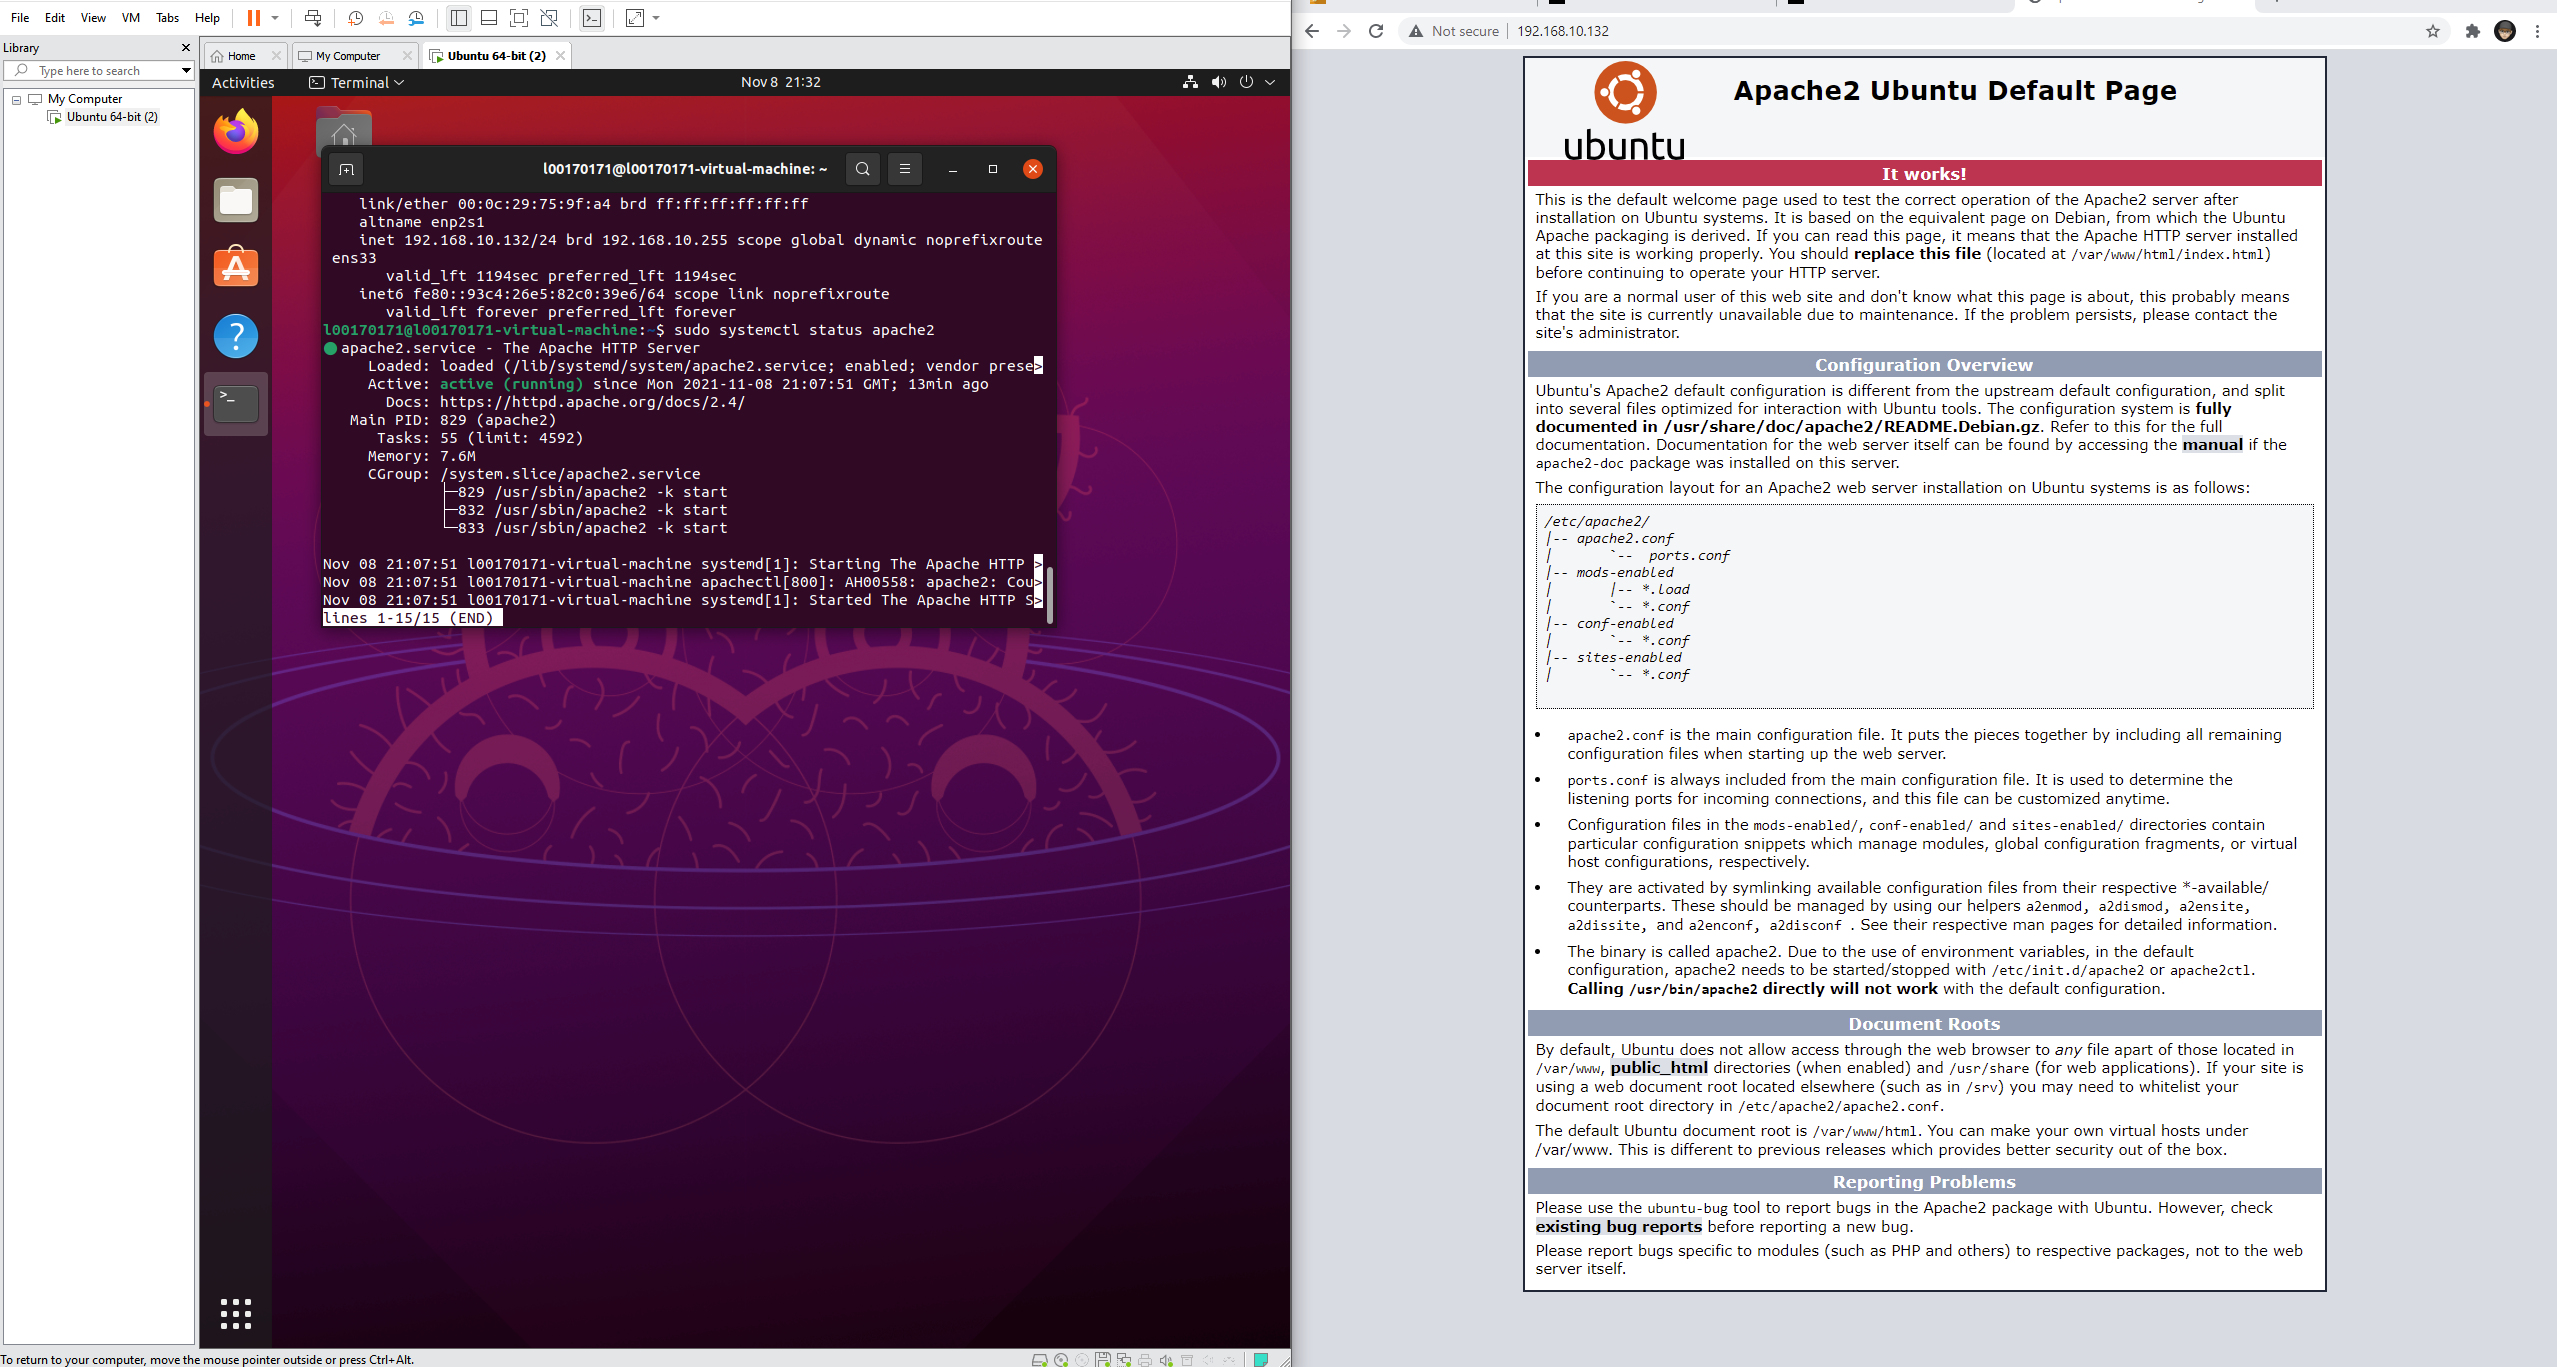 File Edit View VM Tabs Help
Library
Type here to search
My Computer
Ubuntu 64-bit (2)
Home
My Computer
Ubuntu 64-bit (2)
Activities
Terminal
Nov 8 21:32
l00170171@l00170171-virtual-machine: ~
link/ether 00:0c:29:75:9f:a4 brd ff:ff:ff:ff:ff:ff
altname enp2s1
inet 192.168.10.132/24 brd 192.168.10.255 scope global dynamic noprefixroute
ens33
valid_lft 1194sec preferred_lft 1194sec
inet6 fe80::93c4:26e5:82c0:39e6/64 scope link noprefixroute
valid_lft forever preferred_lft forever
l00170171@l00170171-virtual-machine:~$ sudo systemctl status apache2
apache2.service - The Apache HTTP Server
Loaded: loaded (/lib/systemd/system/apache2.service; enabled; vendor prese>
Active: active (running) since Mon 2021-11-08 21:07:51 GMT; 13min ago
Docs: https://httpd.apache.org/docs/2.4/
Main PID: 829 (apache2)
Tasks: 55 (limit: 4592)
Memory: 7.6M
CGroup: /system.slice/apache2.service
├─829 /usr/sbin/apache2 -k start
├─832 /usr/sbin/apache2 -k start
└─833 /usr/sbin/apache2 -k start
Nov 08 21:07:51 l00170171-virtual-machine systemd[1]: Starting The Apache HTTP >
Nov 08 21:07:51 l00170171-virtual-machine apachectl[800]: AH00558: apache2: Cou>
Nov 08 21:07:51 l00170171-virtual-machine systemd[1]: Started The Apache HTTP S>
lines 1-15/15 (END)
To return to your computer, move the mouse pointer outside or press Ctrl+Alt.
Not secure
192.168.10.132
ubuntu
Apache2 Ubuntu Default Page
It works!
This is the default welcome page used to test the correct operation of the Apache2 server after
installation on Ubuntu systems. It is based on the equivalent page on Debian, from which the Ubuntu
Apache packaging is derived. If you can read this page, it means that the Apache HTTP server installed
at this site is working properly. You should replace this file (located at /var/www/html/index.html)
before continuing to operate your HTTP server.
If you are a normal user of this web site and don't know what this page is about, this probably means
that the site is currently unavailable due to maintenance. If the problem persists, please contact the
site's administrator.
Configuration Overview
Ubuntu's Apache2 default configuration is different from the upstream default configuration, and split
into several files optimized for interaction with Ubuntu tools. The configuration system is fully
documented in /usr/share/doc/apache2/README.Debian.gz. Refer to this for the full
documentation. Documentation for the web server itself can be found by accessing the manual if the
apache2-doc package was installed on this server.
The configuration layout for an Apache2 web server installation on Ubuntu systems is as follows:
/etc/apache2/
|-- apache2.conf
|       `--  ports.conf
|-- mods-enabled
|       |-- *.load
|       `-- *.conf
|-- conf-enabled
|       `-- *.conf
|-- sites-enabled
|       `-- *.conf
• apache2.conf is the main configuration file. It puts the pieces together by including all remaining
configuration files when starting up the web server.
• ports.conf is always included from the main configuration file. It is used to determine the
listening ports for incoming connections, and this file can be customized anytime.
• Configuration files in the mods-enabled/, conf-enabled/ and sites-enabled/ directories contain
particular configuration snippets which manage modules, global configuration fragments, or virtual
host configurations, respectively.
• They are activated by symlinking available configuration files from their respective *-available/
counterparts. These should be managed by using our helpers a2enmod, a2dismod, a2ensite,
a2dissite, and a2enconf, a2disconf . See their respective man pages for detailed information.
• The binary is called apache2. Due to the use of environment variables, in the default
configuration, apache2 needs to be started/stopped with /etc/init.d/apache2 or apache2ctl.
Calling /usr/bin/apache2 directly will not work with the default configuration.
Document Roots
By default, Ubuntu does not allow access through the web browser to any file apart of those located in
/var/www, public_html directories (when enabled) and /usr/share (for web applications). If your site is
using a web document root located elsewhere (such as in /srv) you may need to whitelist your
document root directory in /etc/apache2/apache2.conf.
The default Ubuntu document root is /var/www/html. You can make your own virtual hosts under
/var/www. This is different to previous releases which provides better security out of the box.
Reporting Problems
Please use the ubuntu-bug tool to report bugs in the Apache2 package with Ubuntu. However, check
existing bug reports before reporting a new bug.
Please report bugs specific to modules (such as PHP and others) to respective packages, not to the web
server itself.